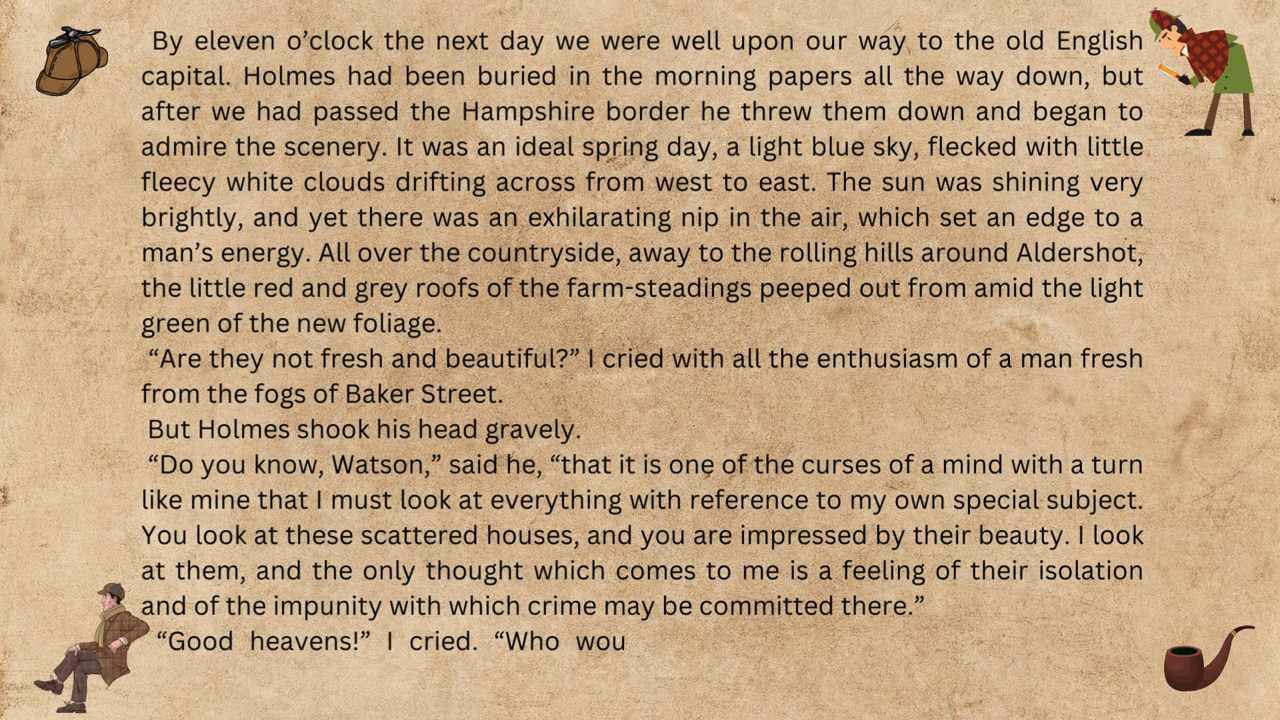 By eleven o’clock the next day we were well upon our way to the old English
capital. Holmes had been buried in the morning papers all the way down, but
after we had passed the Hampshire border he threw them down and began to
admire the scenery. It was an ideal spring day, a light blue sky, flecked with little
fleecy white clouds drifting across from west to east. The sun was shining very
brightly, and yet there was an exhilarating nip in the air, which set an edge to a
man’s energy. All over the countryside, away to the rolling hills around Aldershot,
the little red and grey roofs of the farm-steadings peeped out from amid the light
green of the new foliage.
“Are they not fresh and beautiful?” I cried with all the enthusiasm of a man fresh
from the fogs of Baker Street.
But Holmes shook his head gravely.
“Do you know, Watson,” said he, “that it is one of the curses of a mind with a turn
like mine that I must look at everything with reference to my own special subject.
You look at these scattered houses, and you are impressed by their beauty. I look
at them, and the only thought which comes to me is a feeling of their isolation
and of the impunity with which crime may be committed there.”
“Good heavens!” I cried. “Who wou